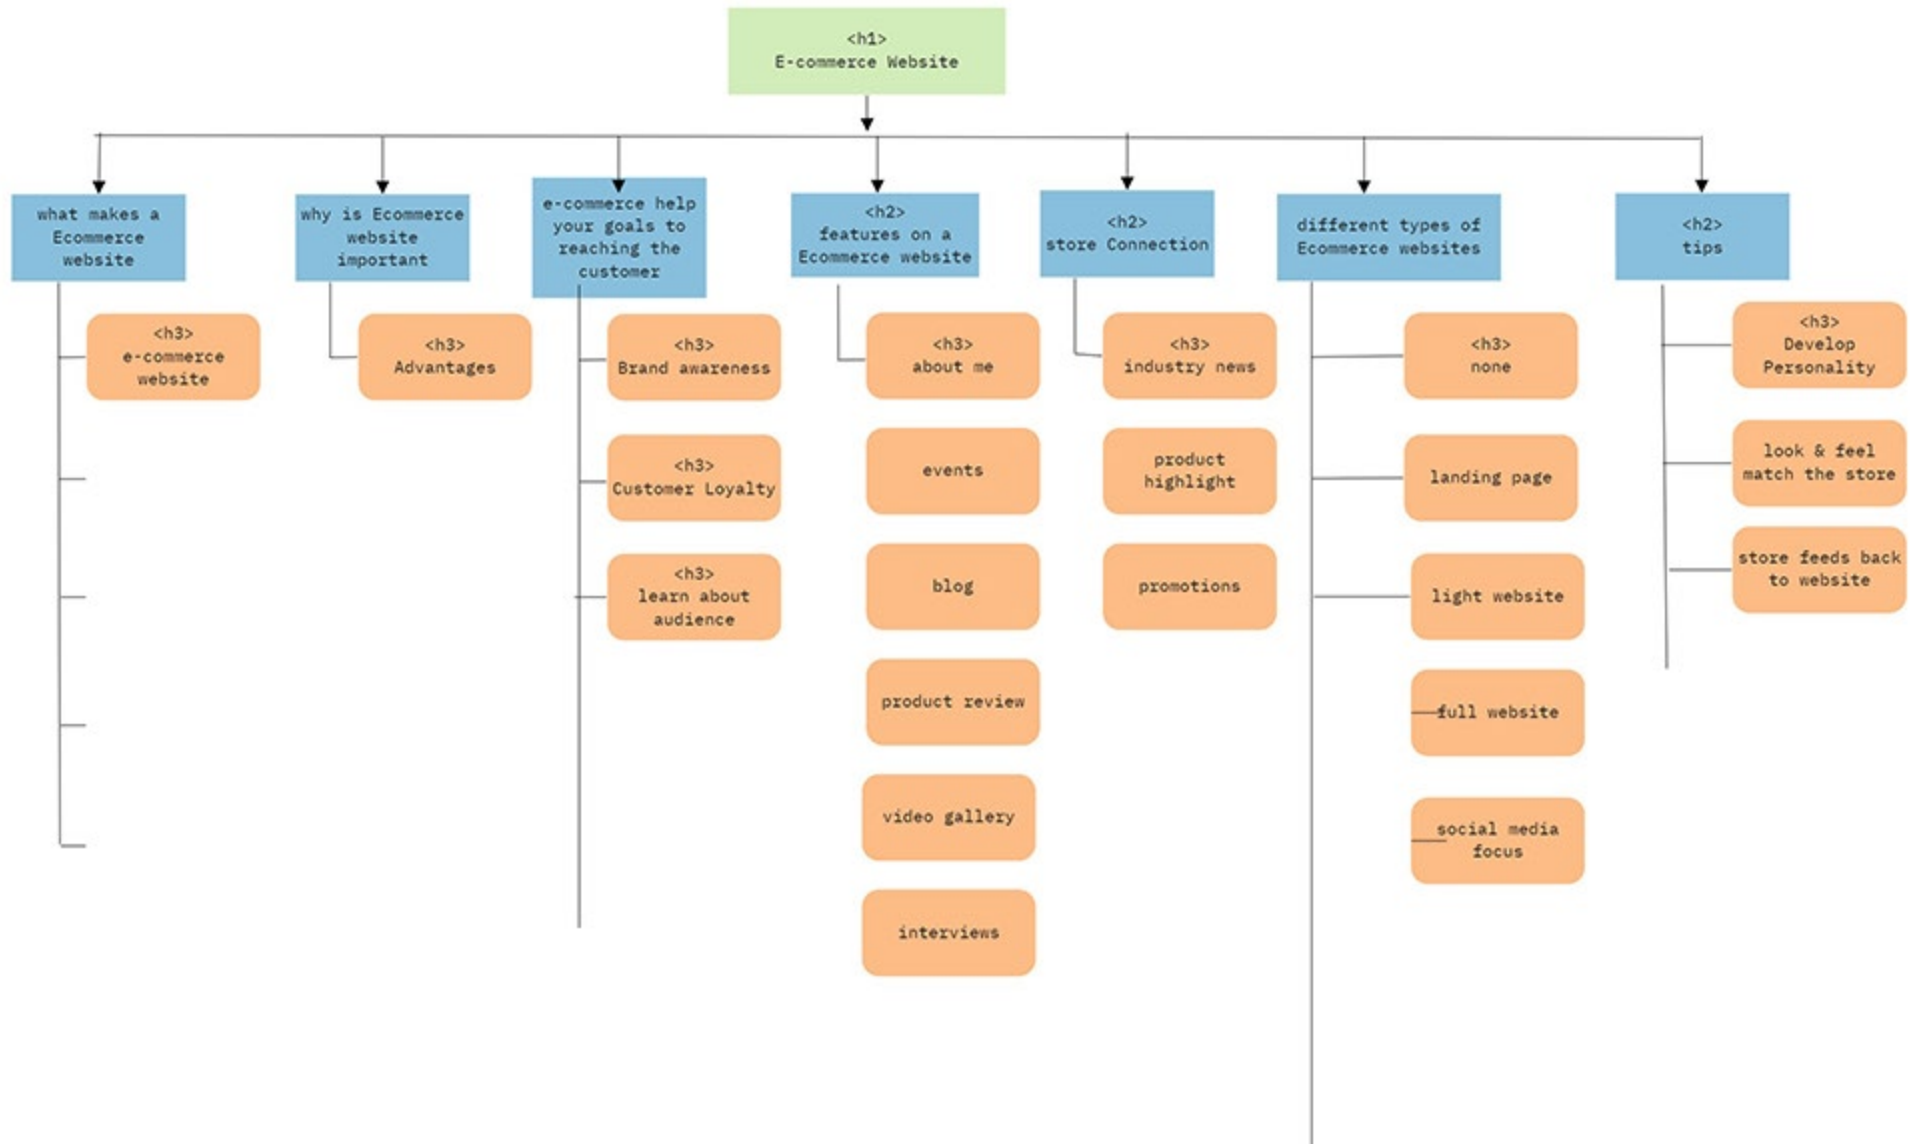 <h1>
E-commerce Website
what makes a
Ecommerce
website
why is Ecommerce
website
important
e-commerce help
your goals to
reaching the
customer
<h2>
features on a
Ecommerce website
<h2>
store Connection
different types of
Ecommerce websites
<h2>
tips
<h3>
e-commerce
website
<h3>
Advantages
<h3>
Brand awareness
<h3>
Customer Loyalty
<h3>
learn about
audience
<h3>
about me
events
blog
product review
video gallery
interviews
<h3>
industry news
product
highlight
promotions
<h3>
none
landing page
light website
full website
social media
focus
<h3>
Develop
Personality
look & feel
match the store
store feeds back
to website